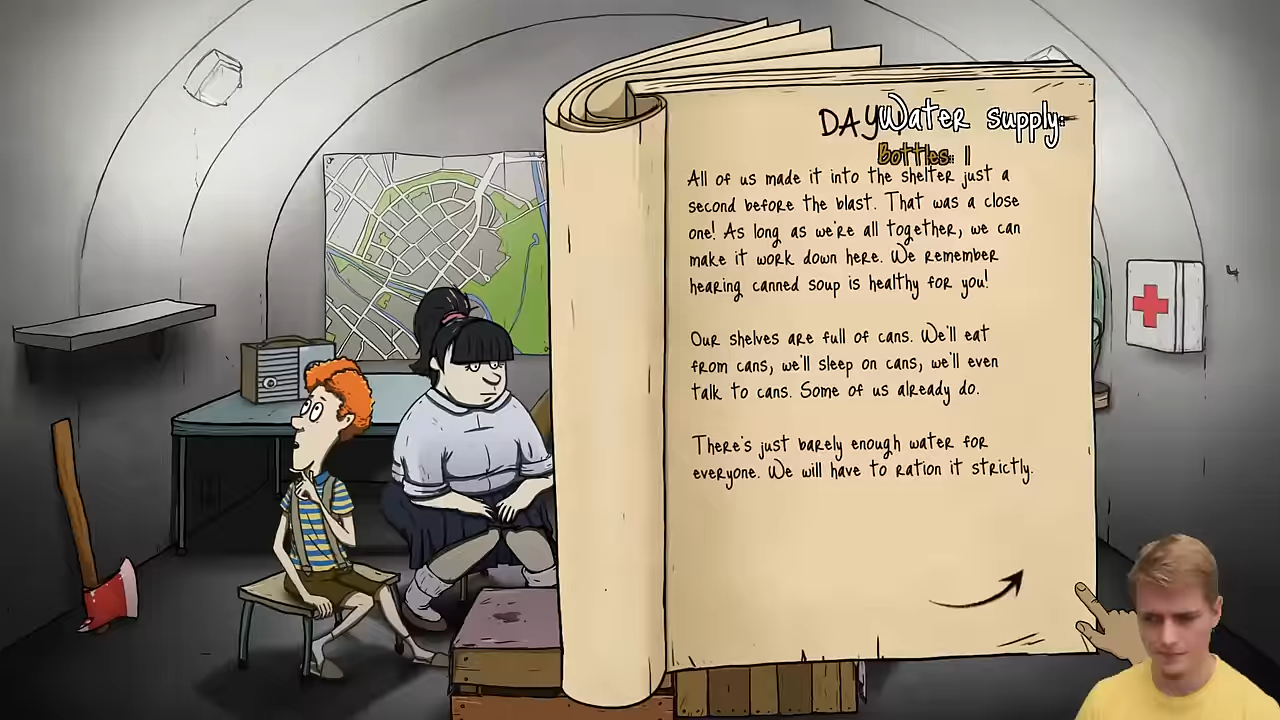 DAY
Water supply:
Bottles: 1
All of us made it into the shelter just a
second before the blast. That was a close
one! As long as we're all together, we can
make it work down here. We remember
hearing canned soup is healthy for you!
Our shelves are full of cans. We'll eat
from cans, we'll sleep on cans, we'll even
talk to cans. Some of us already do.
There's just barely enough water for
everyone. We will have to ration it strictly.